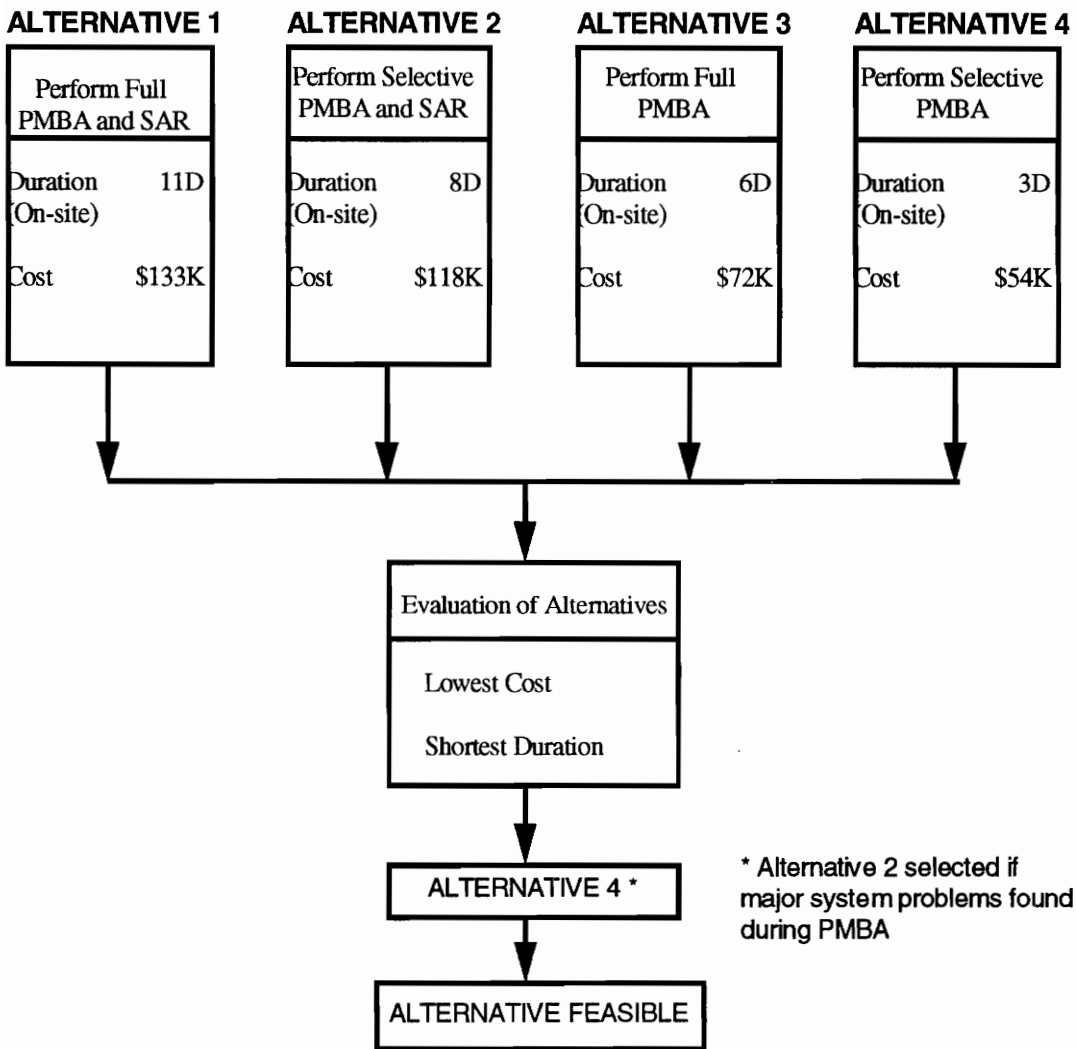 ALTERNATIVE 1
Perform Full
PMBA and SAR
Duration 11D
(On-site)
Cost $133K
ALTERNATIVE 2
Perform Selective
PMBA and SAR
Duration 8D
(On-site)
Cost $118K
ALTERNATIVE 3
Perform Full
PMBA
Duration 6D
(On-site)
Cost $72K
ALTERNATIVE 4
Perform Selective
PMBA
Duration 3D
(On-site)
Cost $54K
Evaluation of Alternatives
Lowest Cost
Shortest Duration
ALTERNATIVE 4 *
* Alternative 2 selected if
major system problems found
during PMBA
ALTERNATIVE FEASIBLE